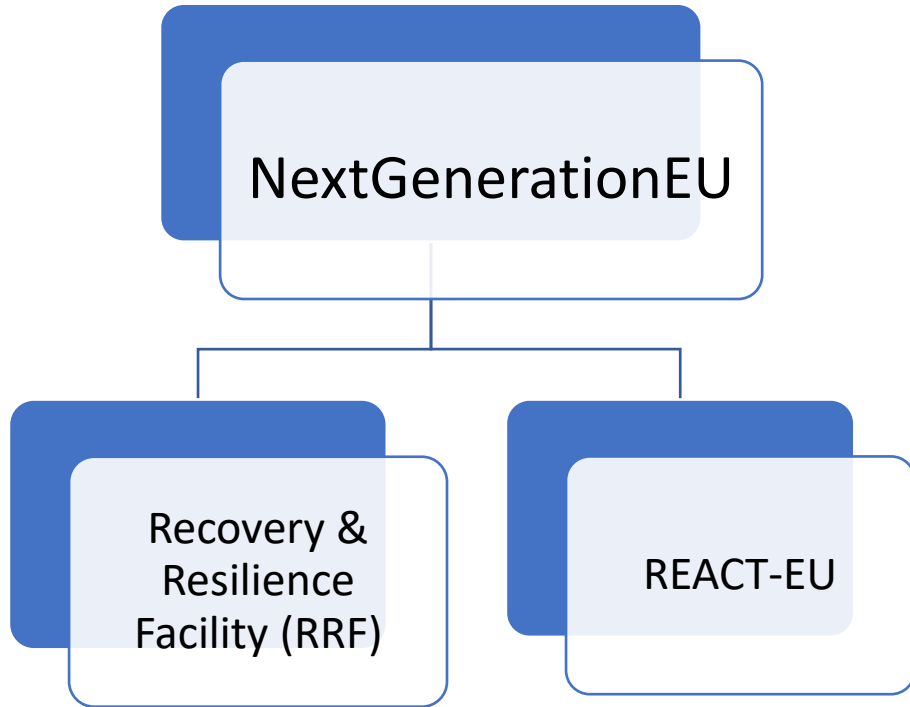 NextGenerationEU
Recovery &
Resilience
Facility (RRF)
REACT-EU